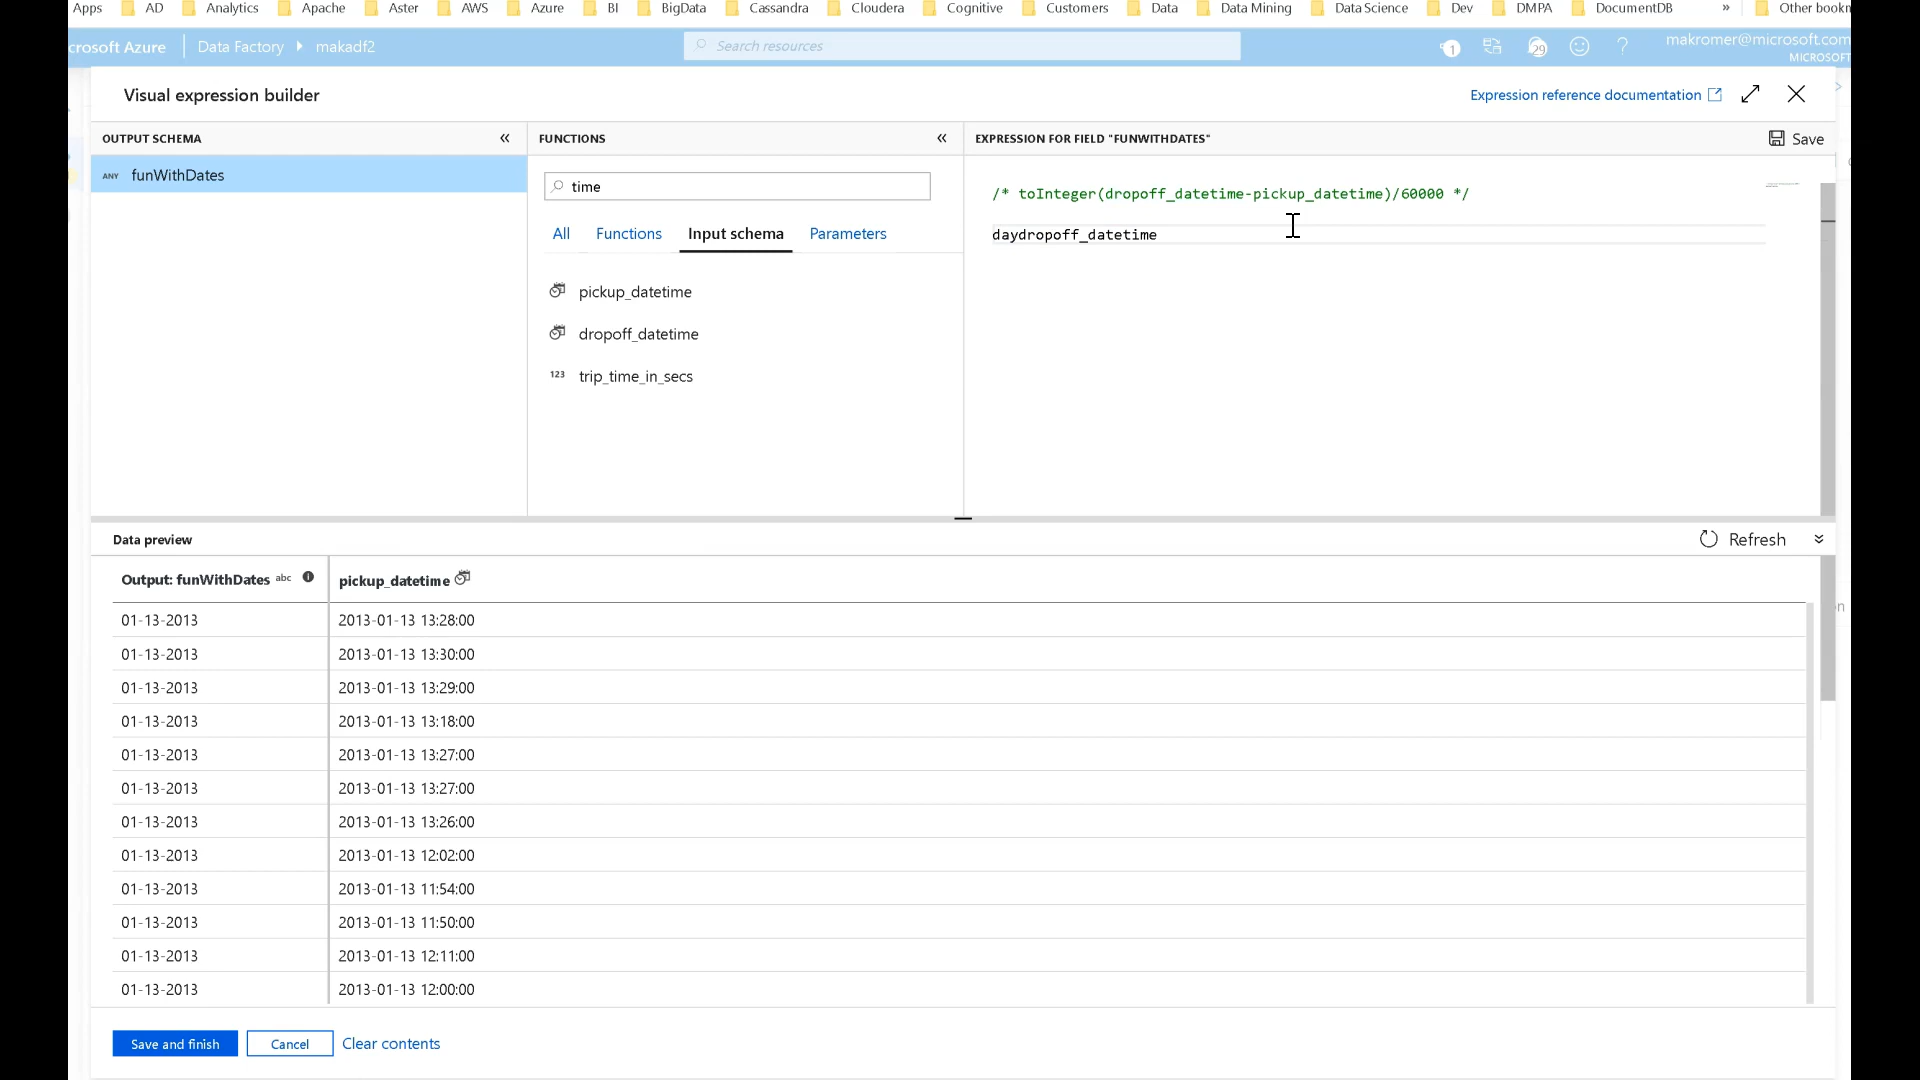 Apps AD Analytics Apache Aster AWS Azure BI BigData Cassandra Cloudera Cognitive Customers Data Data Mining Data Science Dev DMPA DocumentDB » Other bookn
crosoft Azure Data Factory makadf2 Search resources 1 29 ? makromer@microsoft.com
MICROSOFT
Visual expression builder Expression reference documentation
OUTPUT SCHEMA « FUNCTIONS « EXPRESSION FOR FIELD "FUNWITHDATES" Save
ANY funWithDates
time
/* toInteger(dropoff_datetime-pickup_datetime)/60000 */
All Functions Input schema Parameters
daydropoff_datetime
pickup_datetime
dropoff_datetime
123 trip_time_in_secs
Data preview Refresh
Output: funWithDates abc pickup_datetime
01-13-2013 2013-01-13 13:28:00
01-13-2013 2013-01-13 13:30:00
01-13-2013 2013-01-13 13:29:00
01-13-2013 2013-01-13 13:18:00
01-13-2013 2013-01-13 13:27:00
01-13-2013 2013-01-13 13:27:00
01-13-2013 2013-01-13 13:26:00
01-13-2013 2013-01-13 12:02:00
01-13-2013 2013-01-13 11:54:00
01-13-2013 2013-01-13 11:50:00
01-13-2013 2013-01-13 12:11:00
01-13-2013 2013-01-13 12:00:00
Save and finish Cancel Clear contents